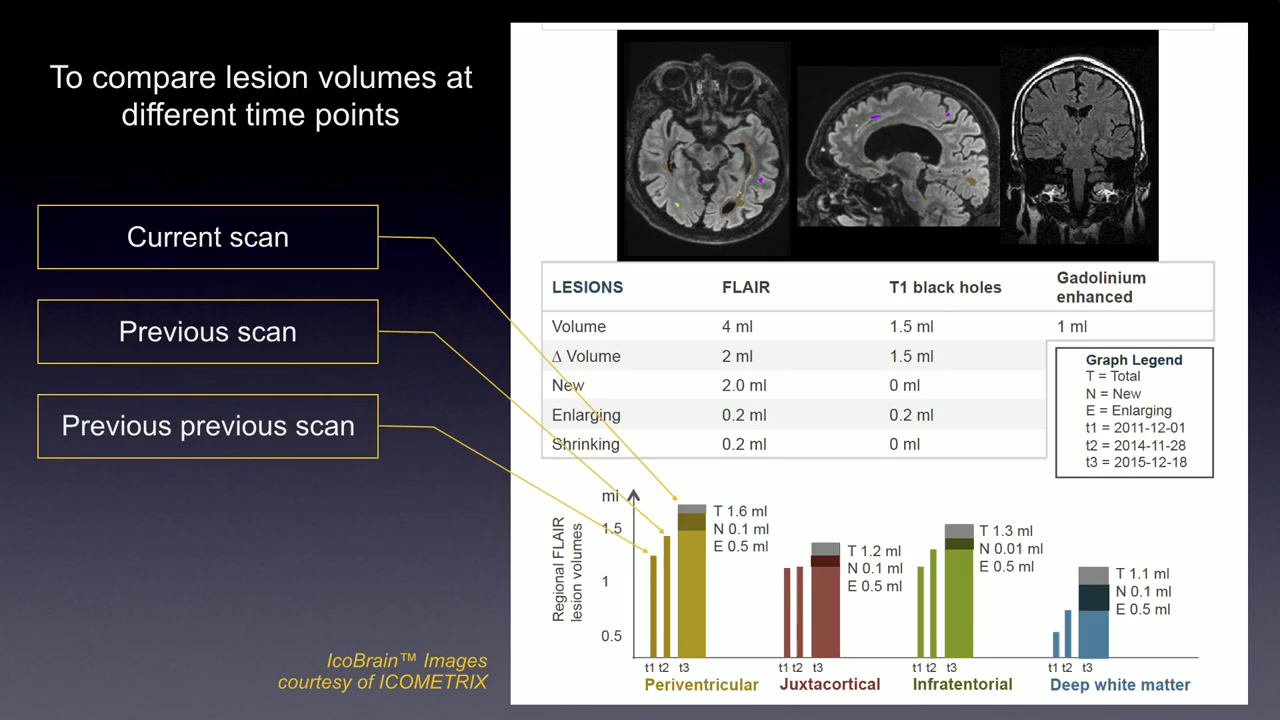 To compare lesion volumes at
different time points
Current scan
Previous scan
Previous previous scan
IcoBrain™ Images
courtesy of ICOMETRIX
LESIONS FLAIR T1 black holes Gadolinium
enhanced
Volume 4 ml 1.5 ml 1 ml
Δ Volume 2 ml 1.5 ml
New 2.0 ml 0 ml
Enlarging 0.2 ml 0.2 ml
Shrinking 0.2 ml 0 ml
Graph Legend
T = Total
N = New
E = Enlarging
t1 = 2011-12-01
t2 = 2014-11-28
t3 = 2015-12-18
Regional FLAIR
lesion volumes
ml
1.5
1
0.5
T 1.6 ml
N 0.1 ml
E 0.5 ml
T 1.2 ml
N 0.1 ml
E 0.5 ml
T 1.3 ml
N 0.01 ml
E 0.5 ml
T 1.1 ml
N 0.1 ml
E 0.5 ml
t1 t2 t3 t1 t2 t3 t1 t2 t3 t1 t2 t3
Periventricular Juxtacortical Infratentorial Deep white matter